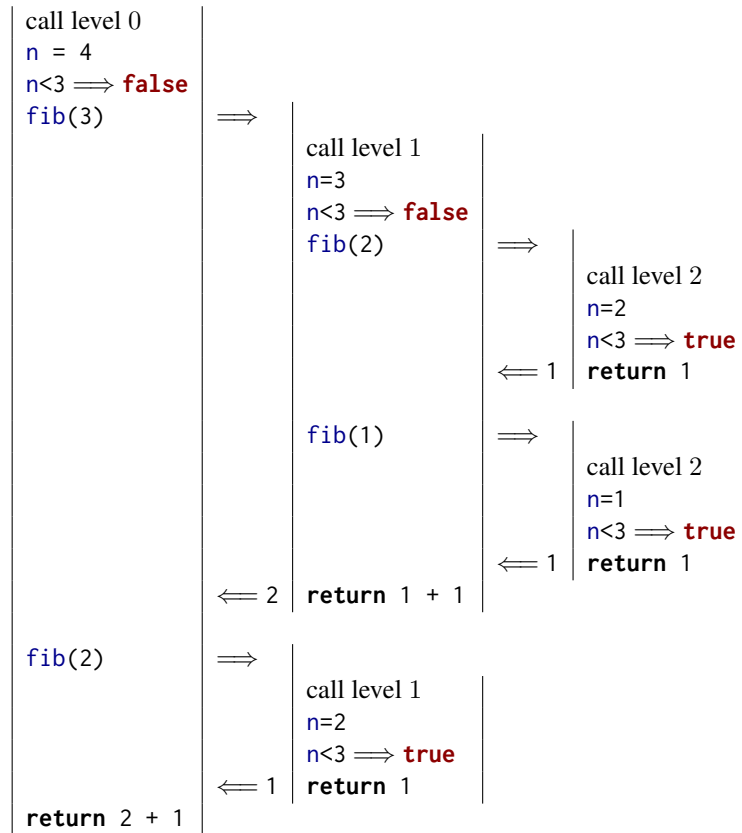 call level 0
n = 4
n<3 ⟹ false
fib(3) ⟹
call level 1
n=3
n<3 ⟹ false
fib(2) ⟹
call level 2
n=2
n<3 ⟹ true
⟸ 1 return 1
fib(1) ⟹
call level 2
n=1
n<3 ⟹ true
⟸ 1 return 1
⟸ 2 return 1 + 1
fib(2) ⟹
call level 1
n=2
n<3 ⟹ true
⟸ 1 return 1
return 2 + 1